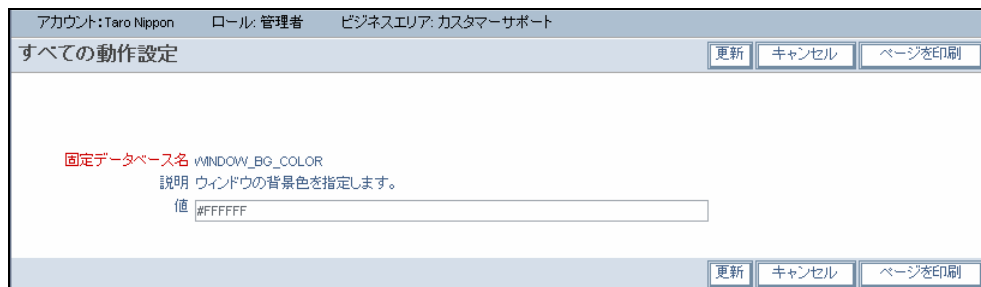 アカウント:Taro Nippon ロール: 管理者 ビジネスエリア: カスタマーサポート
すべての動作設定 更新 キャンセル ページを印刷
固定データベース名 WINDOW_BG_COLOR
説明 ウィンドウの背景色を指定します。
値 #FFFFFF
更新 キャンセル ページを印刷